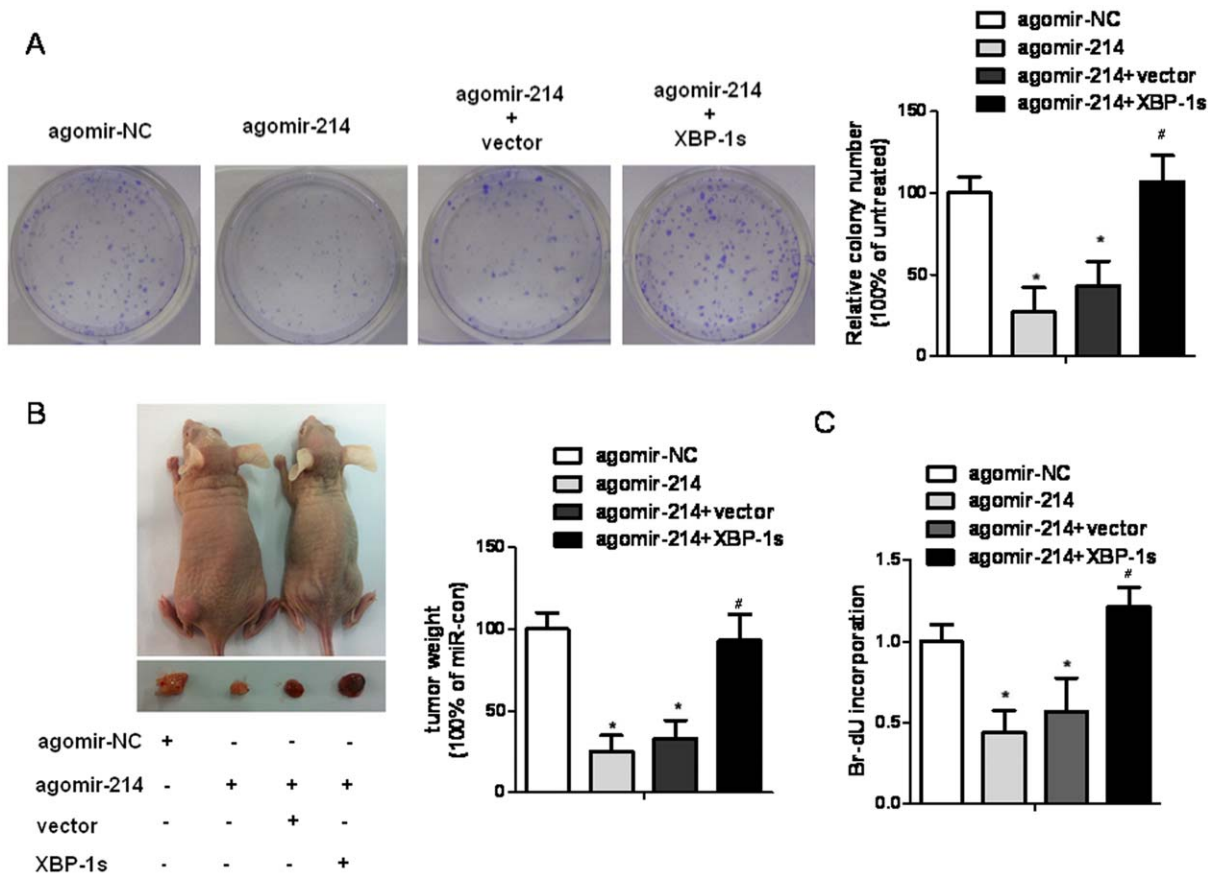 A
agomir-NC
agomir-214
agomir-214
+
vector
agomir-214
+
XBP-1s
agomir-NC
agomir-214
agomir-214+vector
agomir-214+XBP-1s
Relative colony number
(100% of untreated)
150
100
50
0
*
*
#
B
agomir-NC + - - -
agomir-214 - + + +
vector - - + -
XBP-1s - - - +
agomir-NC
agomir-214
agomir-214+vector
agomir-214+XBP-1s
tumor weight
(100% of miR-con)
150
100
50
0
*
*
#
C
agomir-NC
agomir-214
agomir-214+vector
agomir-214+XBP-1s
Br-dU incorporation
1.5
1.0
0.5
0.0
*
*
#